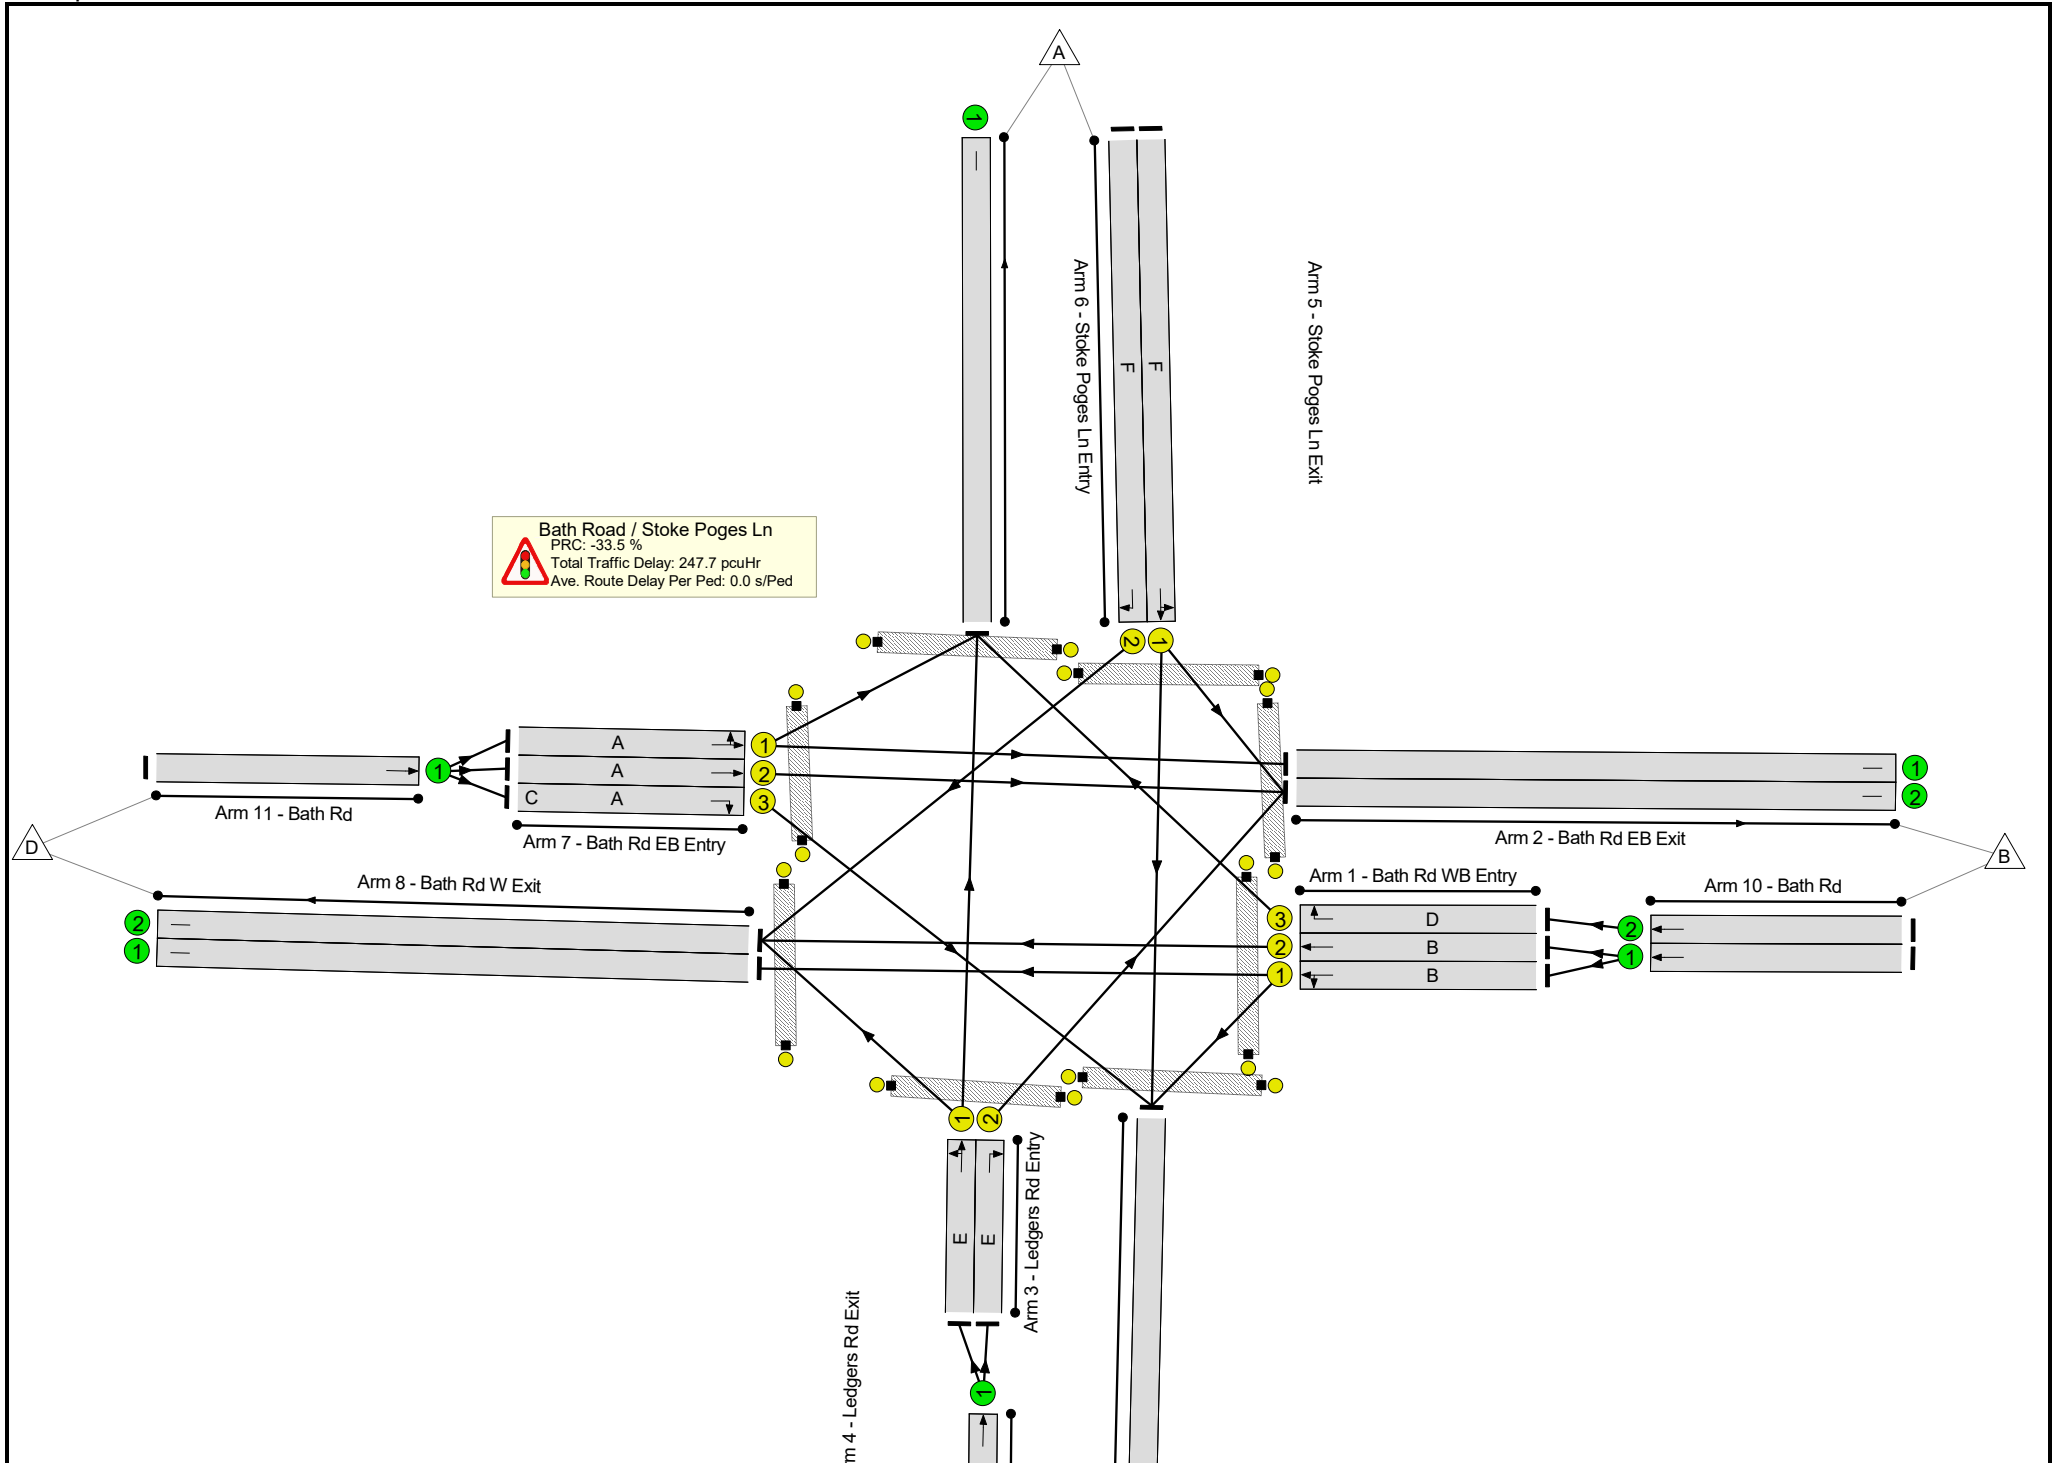 A
1
Arm 6 - Stoke Poges Ln Entry
F
F
Arm 5 - Stoke Poges Ln Exit
Bath Road / Stoke Poges Ln
PRC: -33.5 %
Total Traffic Delay: 247.7 pcuHr
Ave. Route Delay Per Ped: 0.0 s/Ped
2
1
A
1
1
A
2
1
C
A
3
Arm 11 - Bath Rd
Arm 7 - Bath Rd EB Entry
1
2
Arm 2 - Bath Rd EB Exit
D
B
Arm 8 - Bath Rd W Exit
2
1
Arm 1 - Bath Rd WB Entry
Arm 10 - Bath Rd
3
D
2
2
B
1
1
B
1
2
E
E
Arm 3 - Ledgers Rd Entry
1
rm 4 - Ledgers Rd Exit